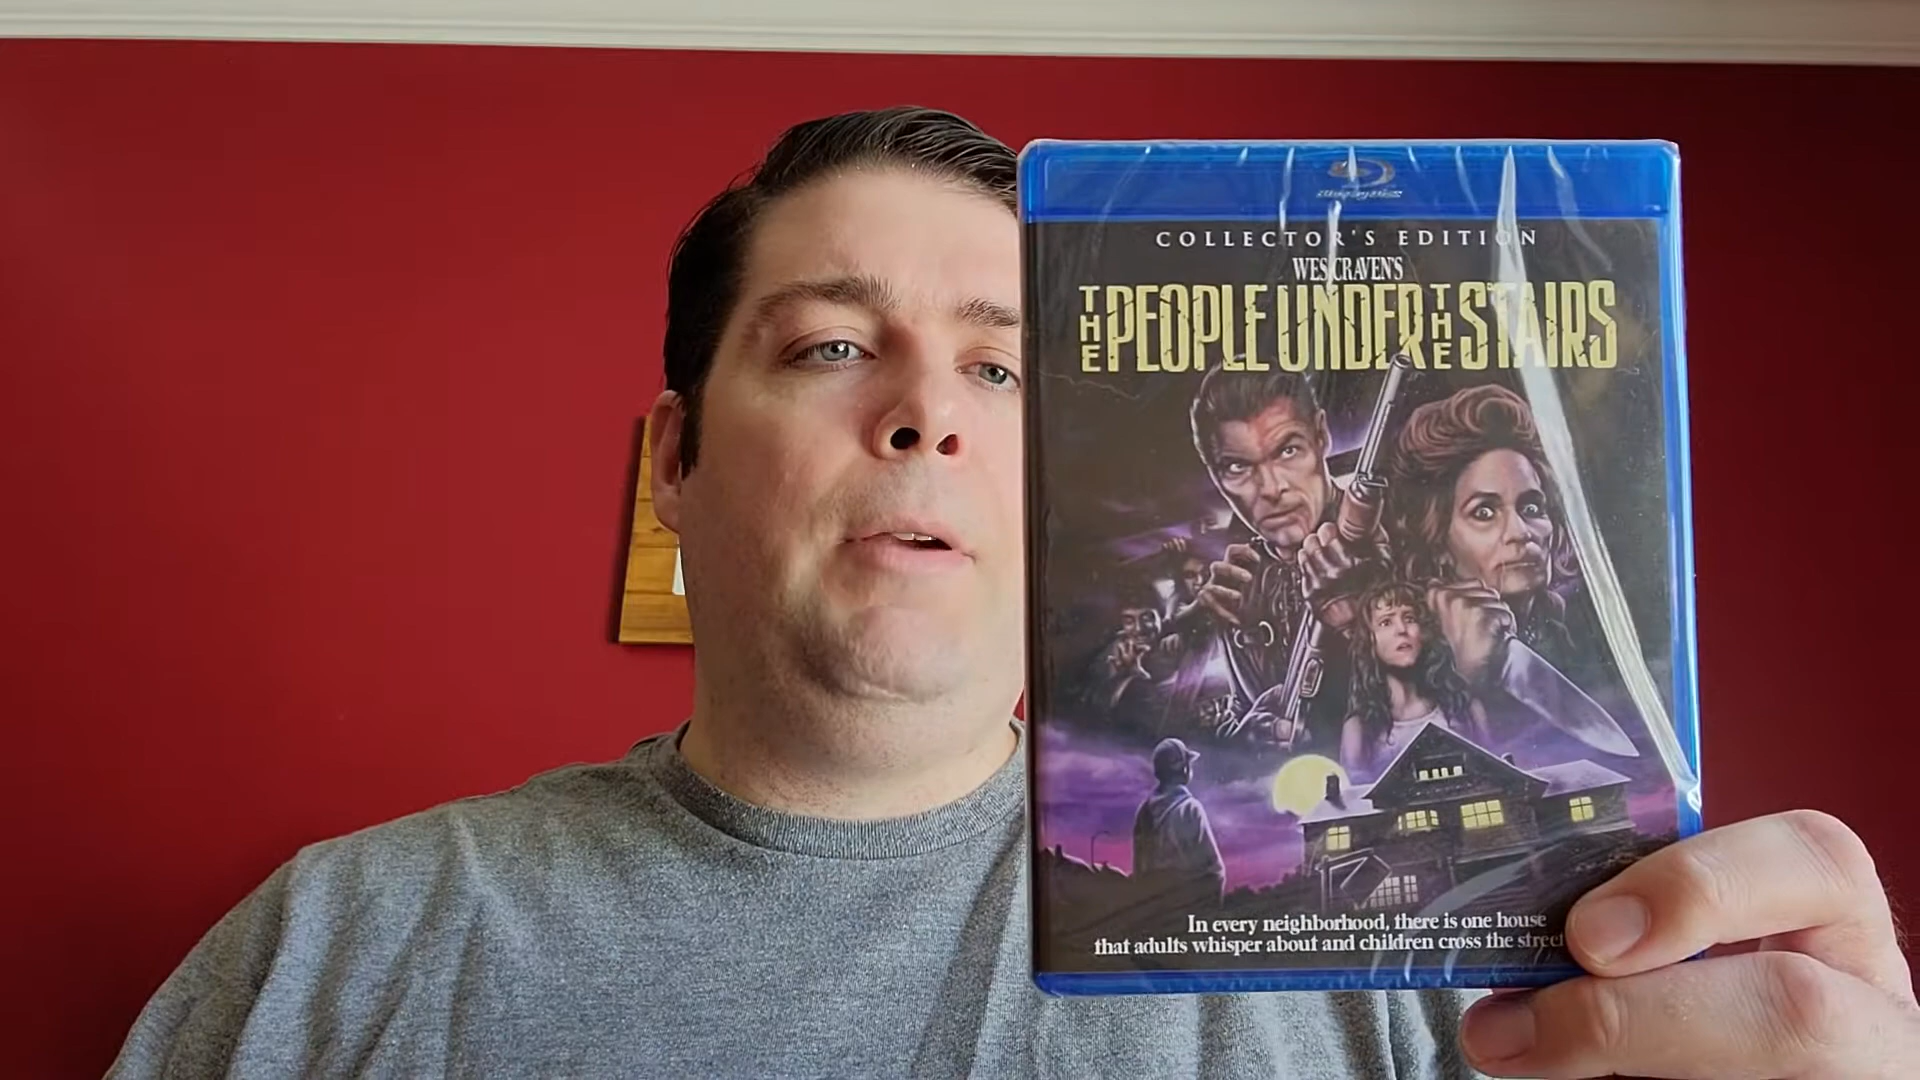 COLLECTOR'S EDITION
WES CRAVEN'S
THE PEOPLE UNDER THE STAIRS
In every neighborhood, there is one house
that adults whisper about and children cross the street